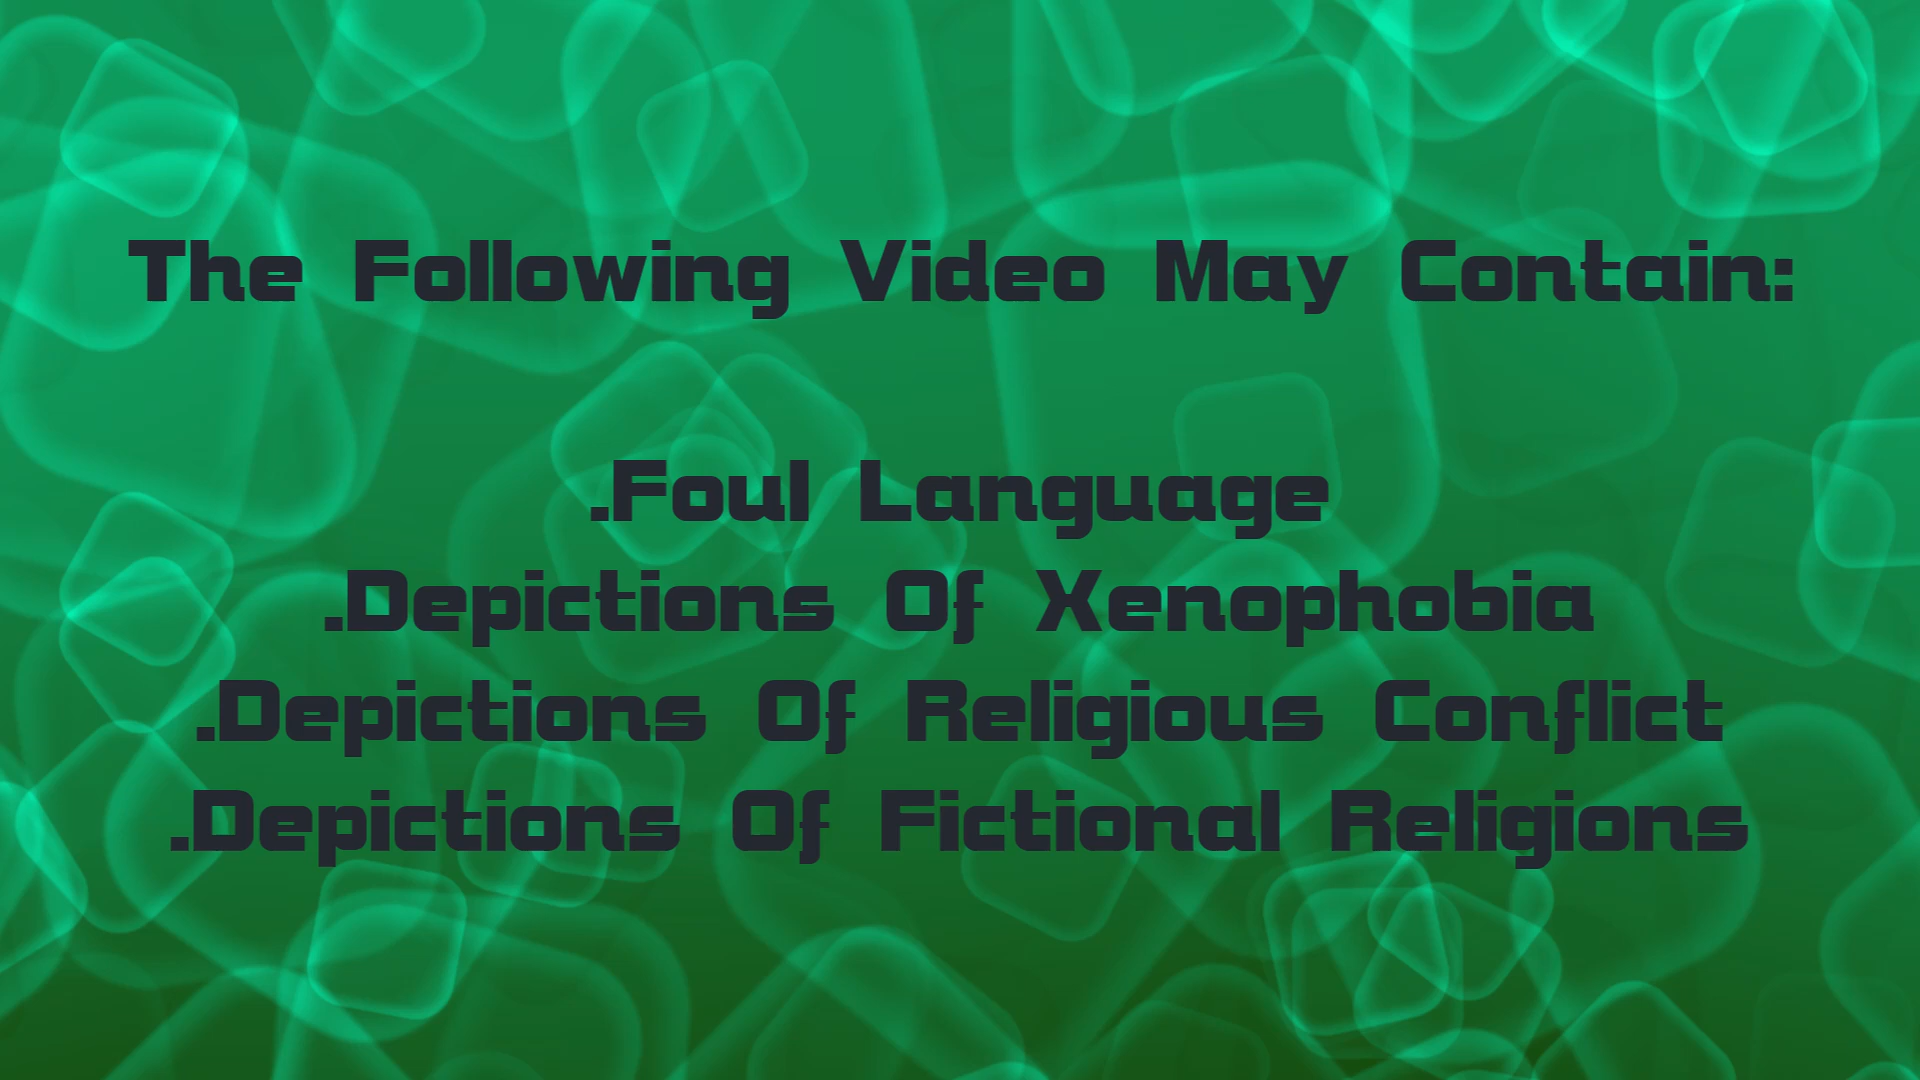 The Following Video May Contain:
.Foul Language
.Depictions Of Xenophobia
.Depictions Of Religious Conflict
.Depictions Of Fictional Religions